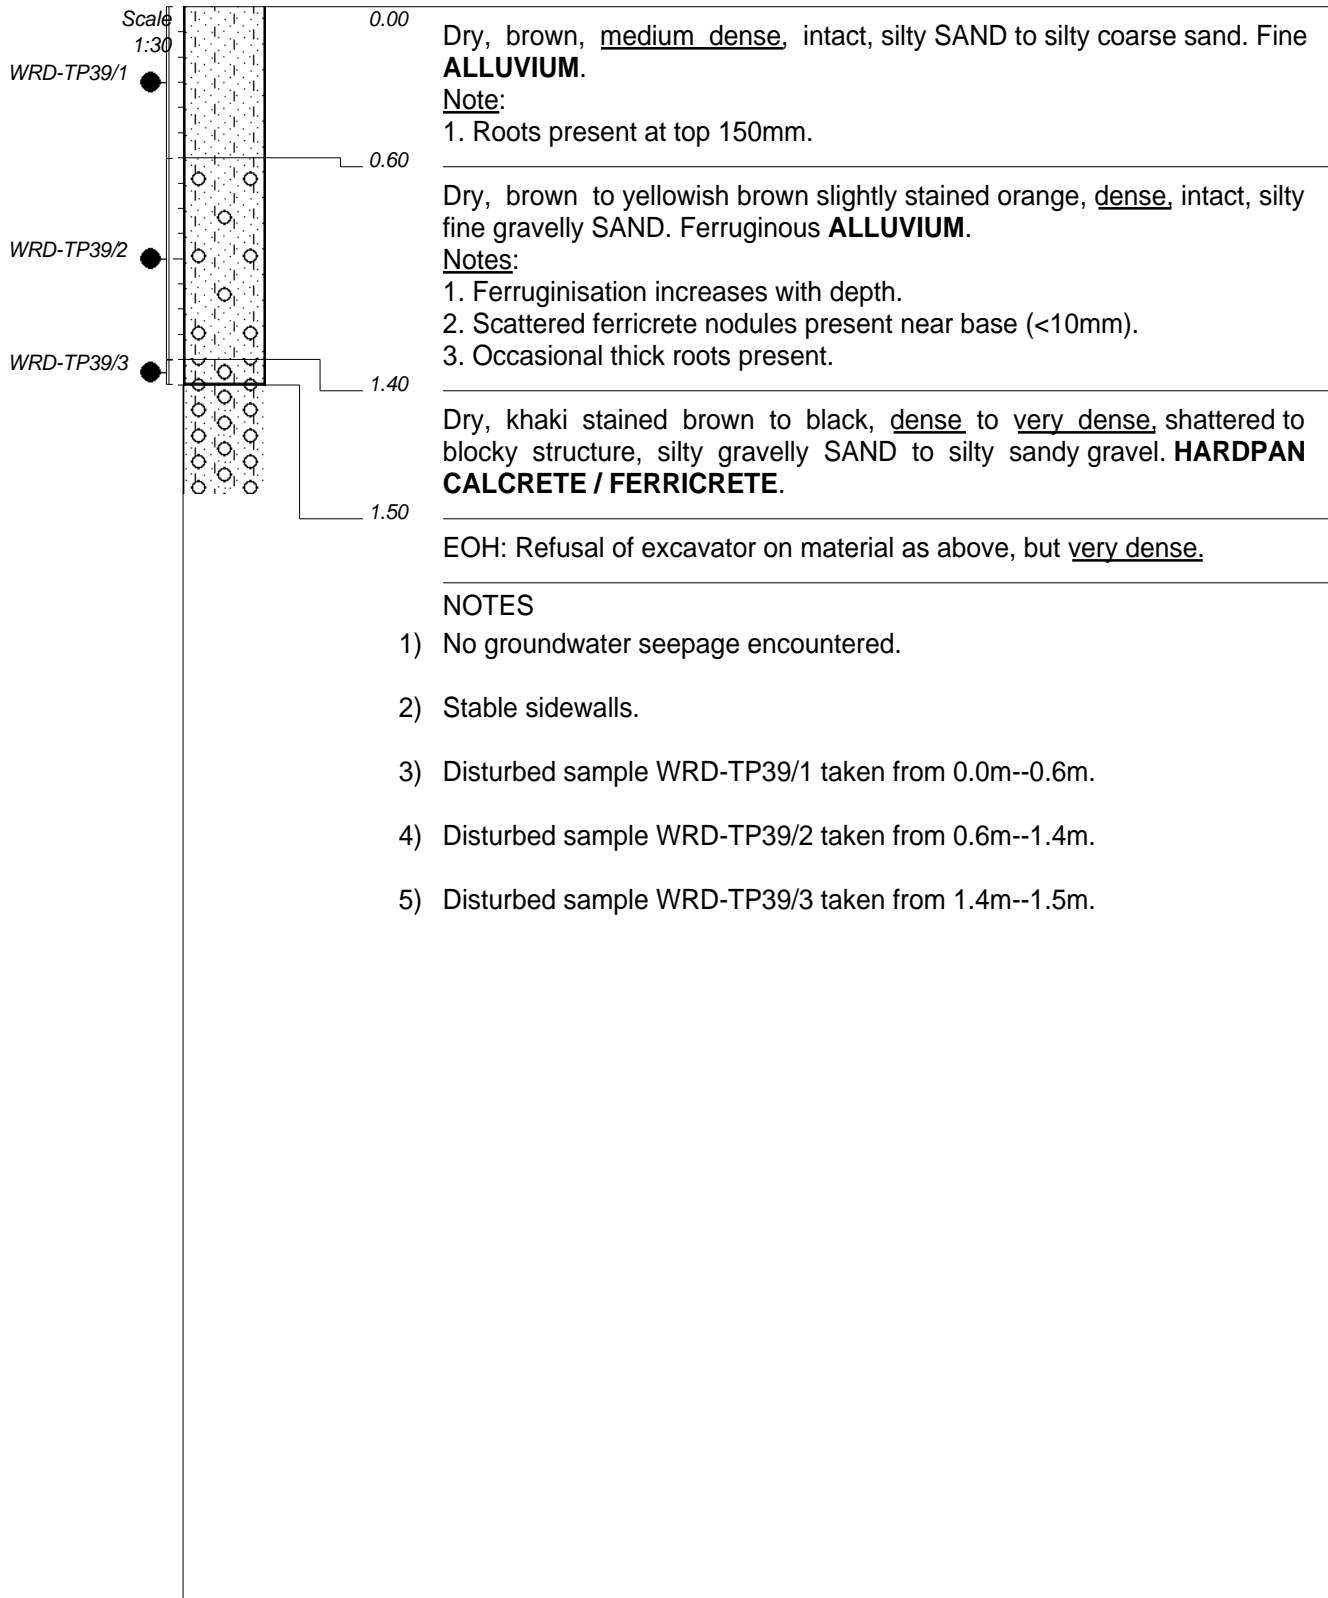 Scale
1:30
WRD-TP39/1
WRD-TP39/2
WRD-TP39/3
0.00
Dry, brown, medium dense, intact, silty SAND to silty coarse sand. Fine
ALLUVIUM.
Note:
1. Roots present at top 150mm.
0.60
Dry, brown to yellowish brown slightly stained orange, dense, intact, silty
fine gravelly SAND. Ferruginous ALLUVIUM.
Notes:
1. Ferruginisation increases with depth.
2. Scattered ferricrete nodules present near base (<10mm).
3. Occasional thick roots present.
1.40
Dry, khaki stained brown to black, dense to very dense, shattered to
blocky structure, silty gravelly SAND to silty sandy gravel. HARDPAN
CALCRETE / FERRICRETE.
1.50
EOH: Refusal of excavator on material as above, but very dense.
NOTES
1) No groundwater seepage encountered.
2) Stable sidewalls.
3) Disturbed sample WRD-TP39/1 taken from 0.0m--0.6m.
4) Disturbed sample WRD-TP39/2 taken from 0.6m--1.4m.
5) Disturbed sample WRD-TP39/3 taken from 1.4m--1.5m.